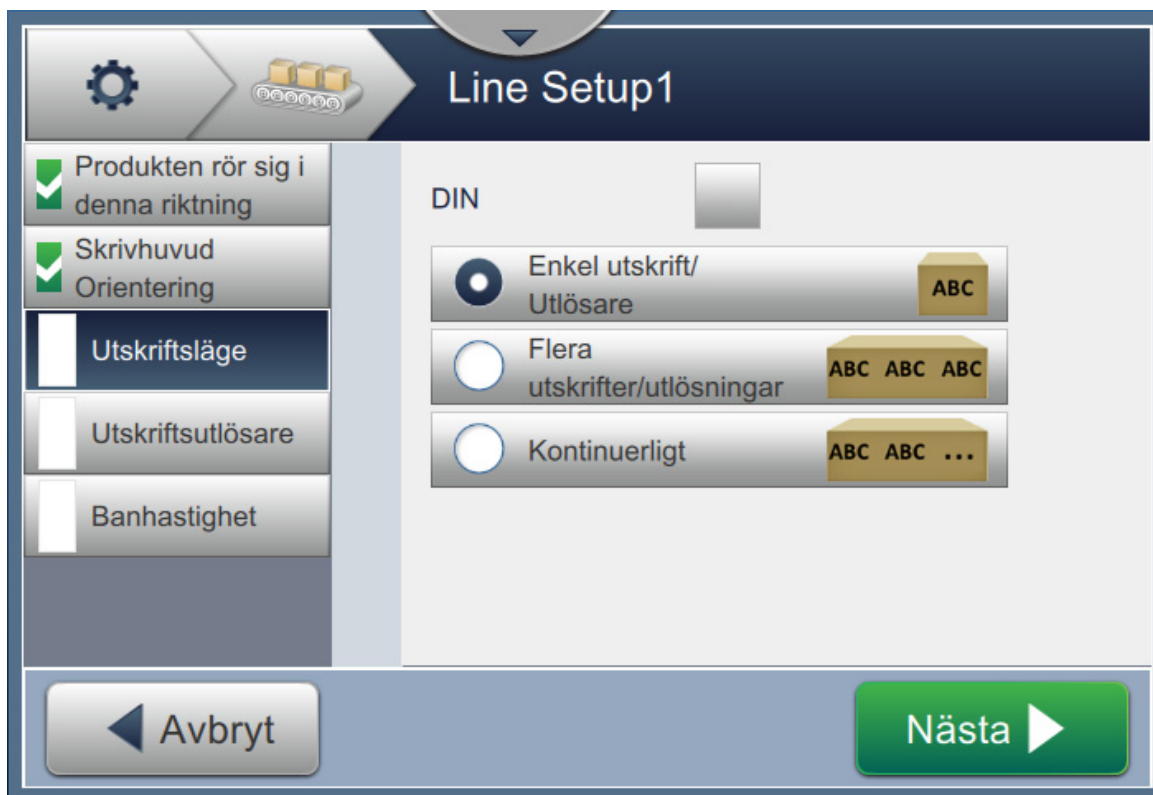 Line Setup1
Produkten rör sig i
denna riktning
Skrivhuvud
Orientering
Utskriftsläge
Utskriftsutlösare
Banhastighet
DIN
Enkel utskrift/
Utlösare
ABC
Flera
utskrifter/utlösningar
ABC ABC ABC
Kontinuerligt
ABC ABC ...
Avbryt
Nästa